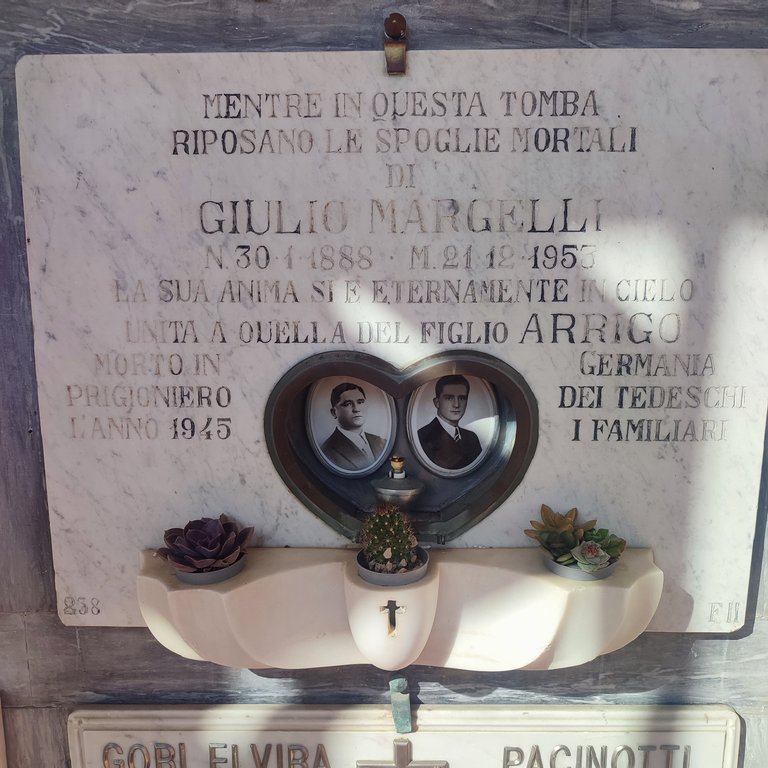 MENTRE IN QUESTA TOMBA
RIPOSANO LE SPOGLIE MORTALI
DI
GIULIO MARGELLI
N. 30·1·1888 · M. 21·12·1953
LA SUA ANIMA SI E ETERNAMENTE IN CIELO
UNITA A QUELLA DEL FIGLIO ARRIGO
MORTO IN GERMANIA
PRIGIONIERO DEI TEDESCHI
L'ANNO 1945 I FAMILIARI
238 F II
GORI ELVIRA PACINOTTI